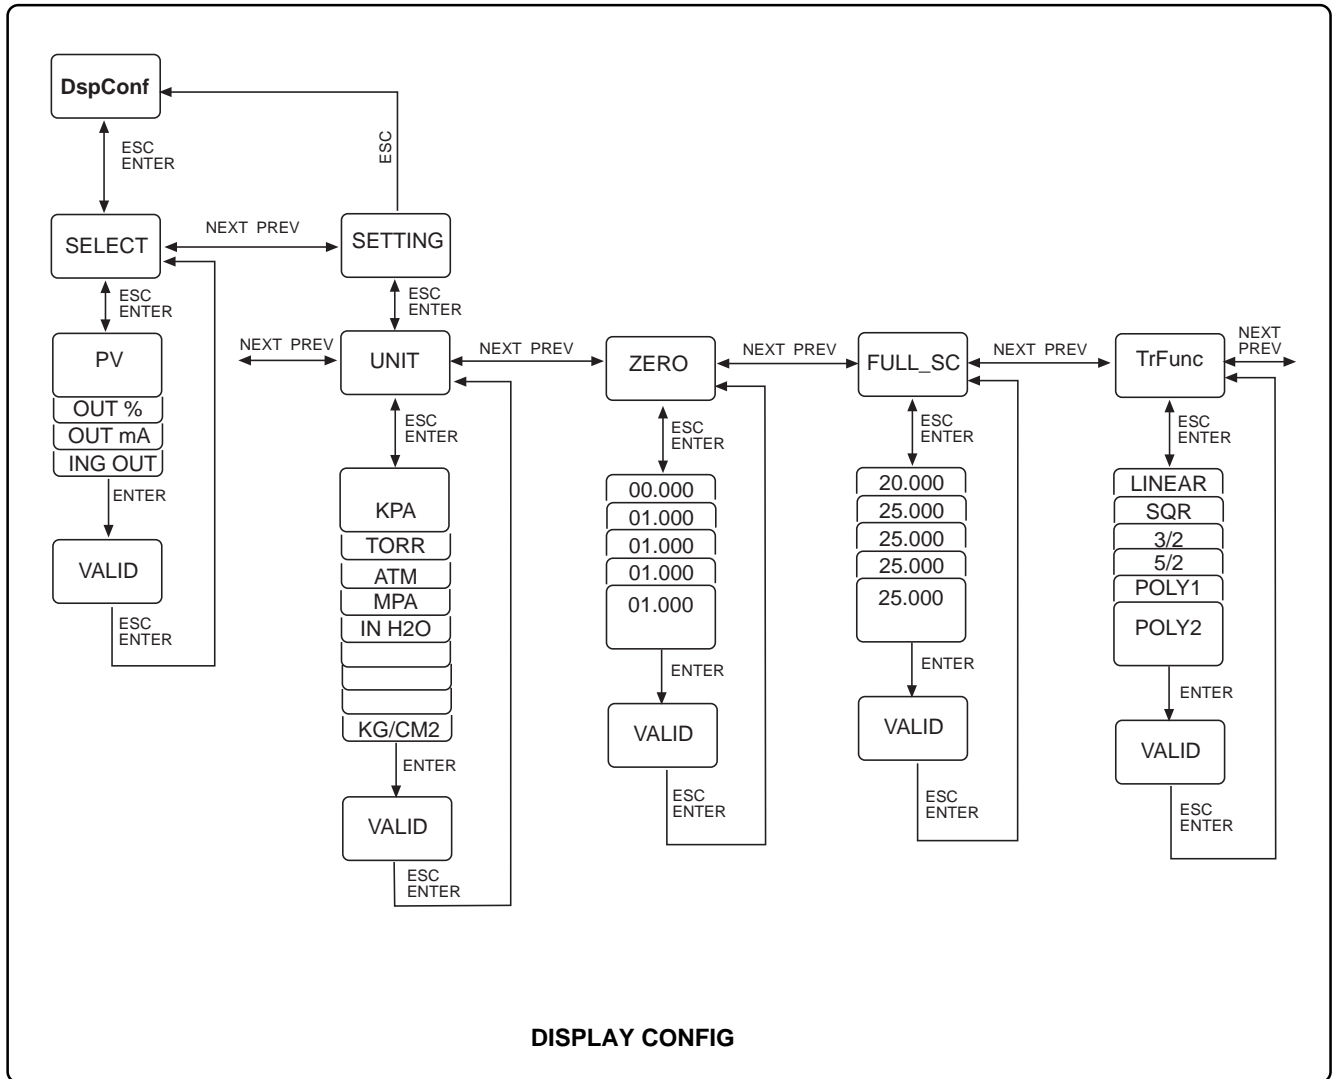 DspConf
ESC
ENTER
ESC
SELECT
NEXT PREV
SETTING
ESC
ENTER
PV
OUT %
OUT mA
ING OUT
ENTER
VALID
ESC
ENTER
ESC
ENTER
NEXT PREV
UNIT
NEXT PREV
ZERO
NEXT PREV
FULL_SC
NEXT PREV
TrFunc
NEXT
PREV
ESC
ENTER
KPA
TORR
ATM
MPA
IN H2O
KG/CM2
ENTER
VALID
ESC
ENTER
ESC
ENTER
00.000
01.000
01.000
01.000
01.000
ENTER
VALID
ESC
ENTER
ESC
ENTER
20.000
25.000
25.000
25.000
25.000
ENTER
VALID
ESC
ENTER
ESC
ENTER
LINEAR
SQR
3/2
5/2
POLY1
POLY2
ENTER
VALID
ESC
ENTER
DISPLAY CONFIG